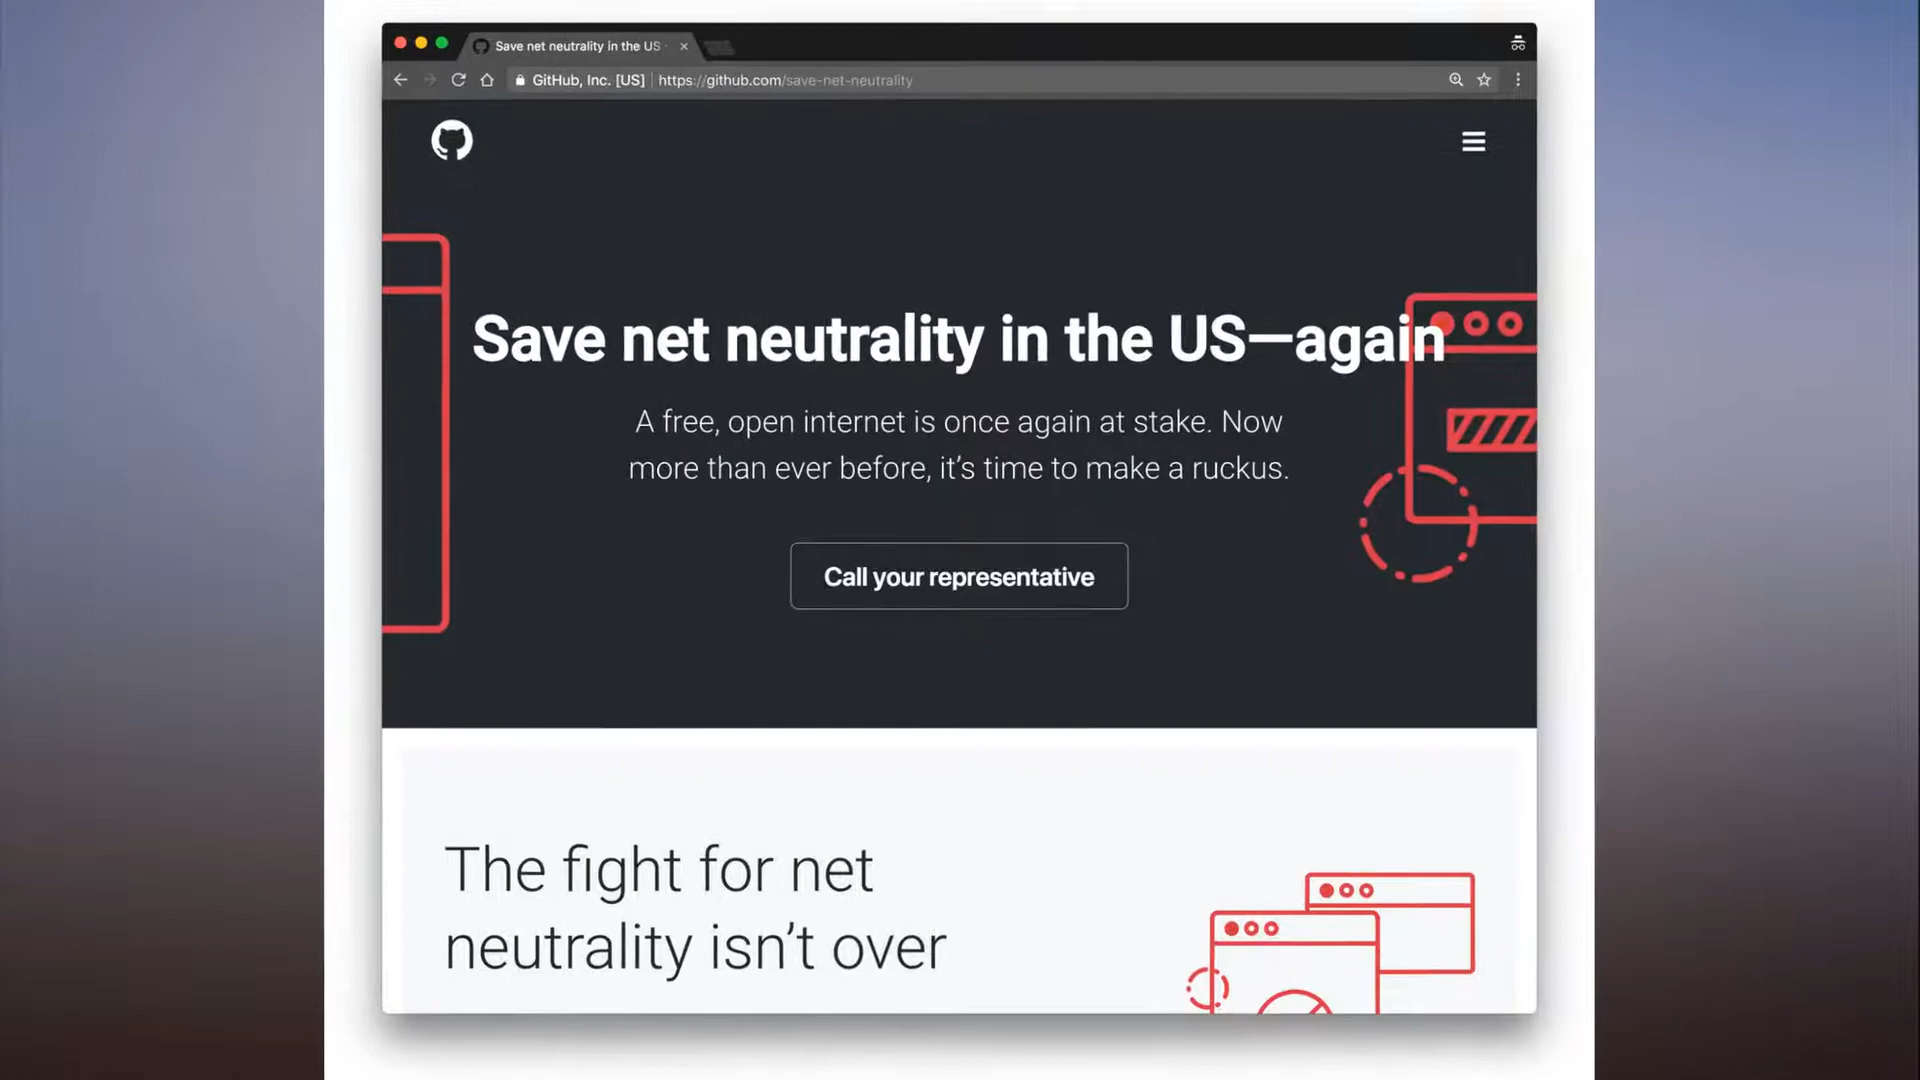 Save net neutrality in the US
GitHub, Inc. [US] https://github.com/save-net-neutrality
Save net neutrality in the US—again
A free, open internet is once again at stake. Now
more than ever before, it’s time to make a ruckus.
Call your representative
The fight for net
neutrality isn’t over